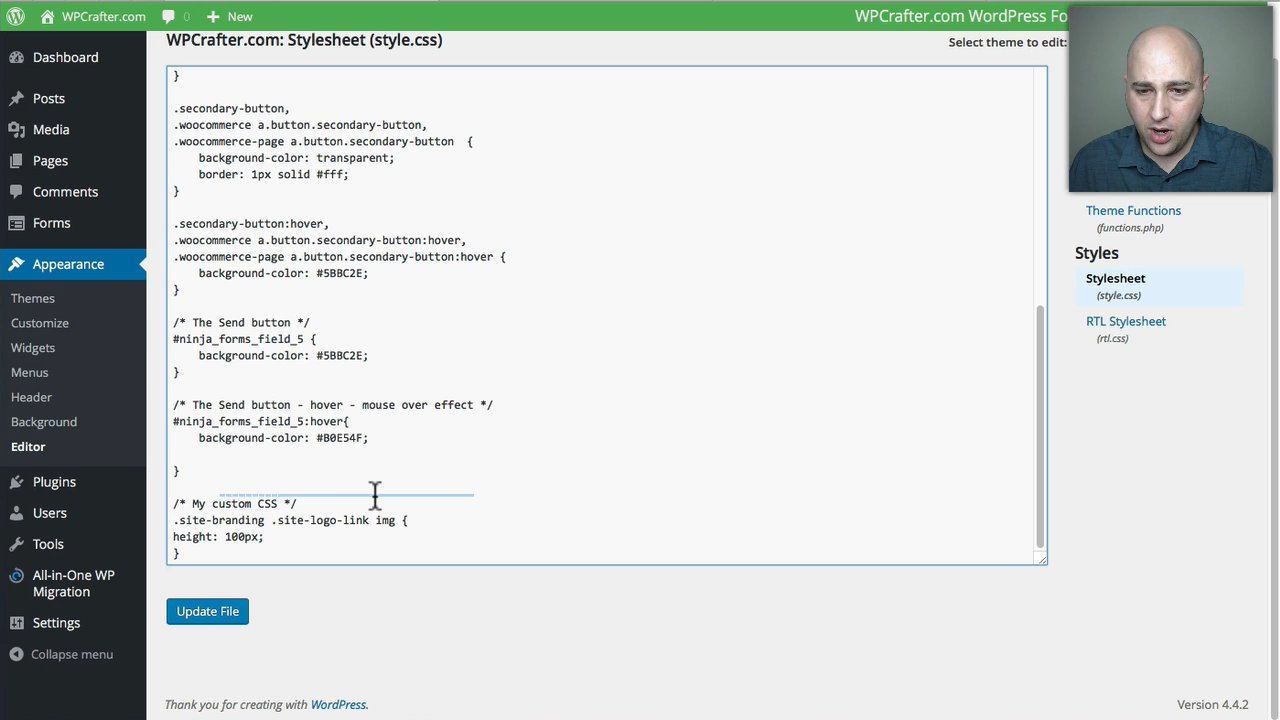 WPCrafter.com 0 New WPCrafter.com WordPress Fo
WPCrafter.com: Stylesheet (style.css)
Select theme to edit:
Dashboard
Posts
Media
Pages
Comments
Forms
Appearance
Themes
Customize
Widgets
Menus
Header
Background
Editor
Plugins
Users
Tools
All-in-One WP
Migration
Settings
Collapse menu
}
.secondary-button,
.woocommerce a.button.secondary-button,
.woocommerce-page a.button.secondary-button {
background-color: transparent;
border: 1px solid #fff;
}
.secondary-button:hover,
.woocommerce a.button.secondary-button:hover,
.woocommerce-page a.button.secondary-button:hover {
background-color: #5BBC2E;
}
/* The Send button */
#ninja_forms_field_5 {
background-color: #5BBC2E;
}
/* The Send button - hover - mouse over effect */
#ninja_forms_field_5:hover{
background-color: #B0E54F;
}
/* My custom CSS */
.site-branding .site-logo-link img {
height: 100px;
}
Update File
Theme Functions
(functions.php)
Styles
Stylesheet
(style.css)
RTL Stylesheet
(rtl.css)
Thank you for creating with WordPress.
Version 4.4.2